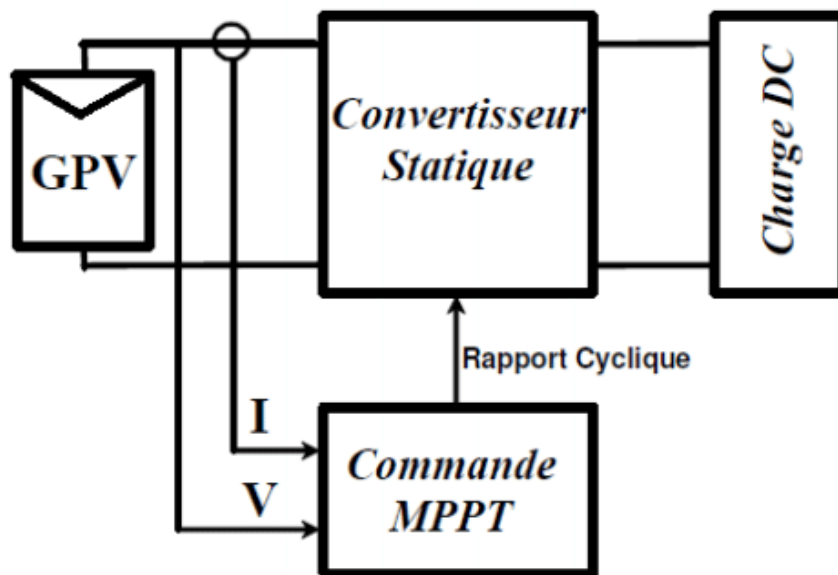 GPV
Convertisseur
Statique
Charge DC
Rapport Cyclique
I
V
Commande
MPPT